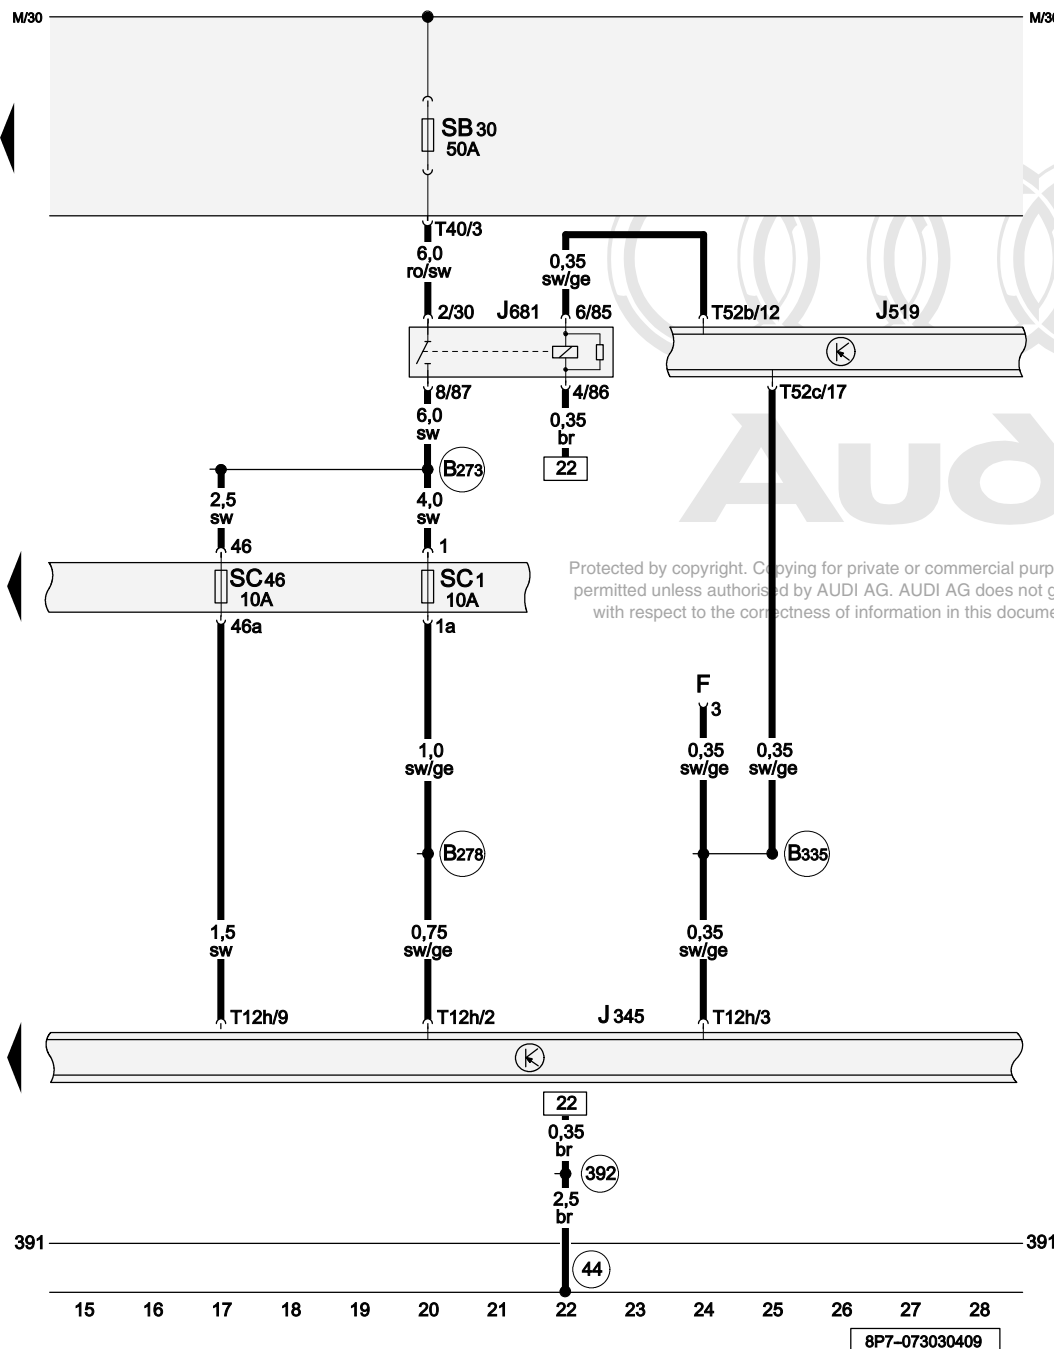 M/30
M/30
SB 30
50A
T40/3
6,0
ro/sw
0,35
sw/ge
2/30
J681
6/85
T52b/12
J519
8/87
4/86
T52c/17
6,0
sw
0,35
br
22
B273
2,5
sw
4,0
sw
Aud
46
1
SC46
10A
SC1
10A
46a
1a
Protected by copyright. Copying for private or commercial purp
permitted unless authorised by AUDI AG. AUDI AG does not g
with respect to the correctness of information in this docume
F
3
1,0
sw/ge
0,35
sw/ge
0,35
sw/ge
B278
B335
1,5
sw
0,75
sw/ge
0,35
sw/ge
T12h/9
T12h/2
J345
T12h/3
22
0,35
br
392
2,5
br
391
391
44
15 16 17 18 19 20 21 22 23 24 25 26 27 28
8P7-073030409